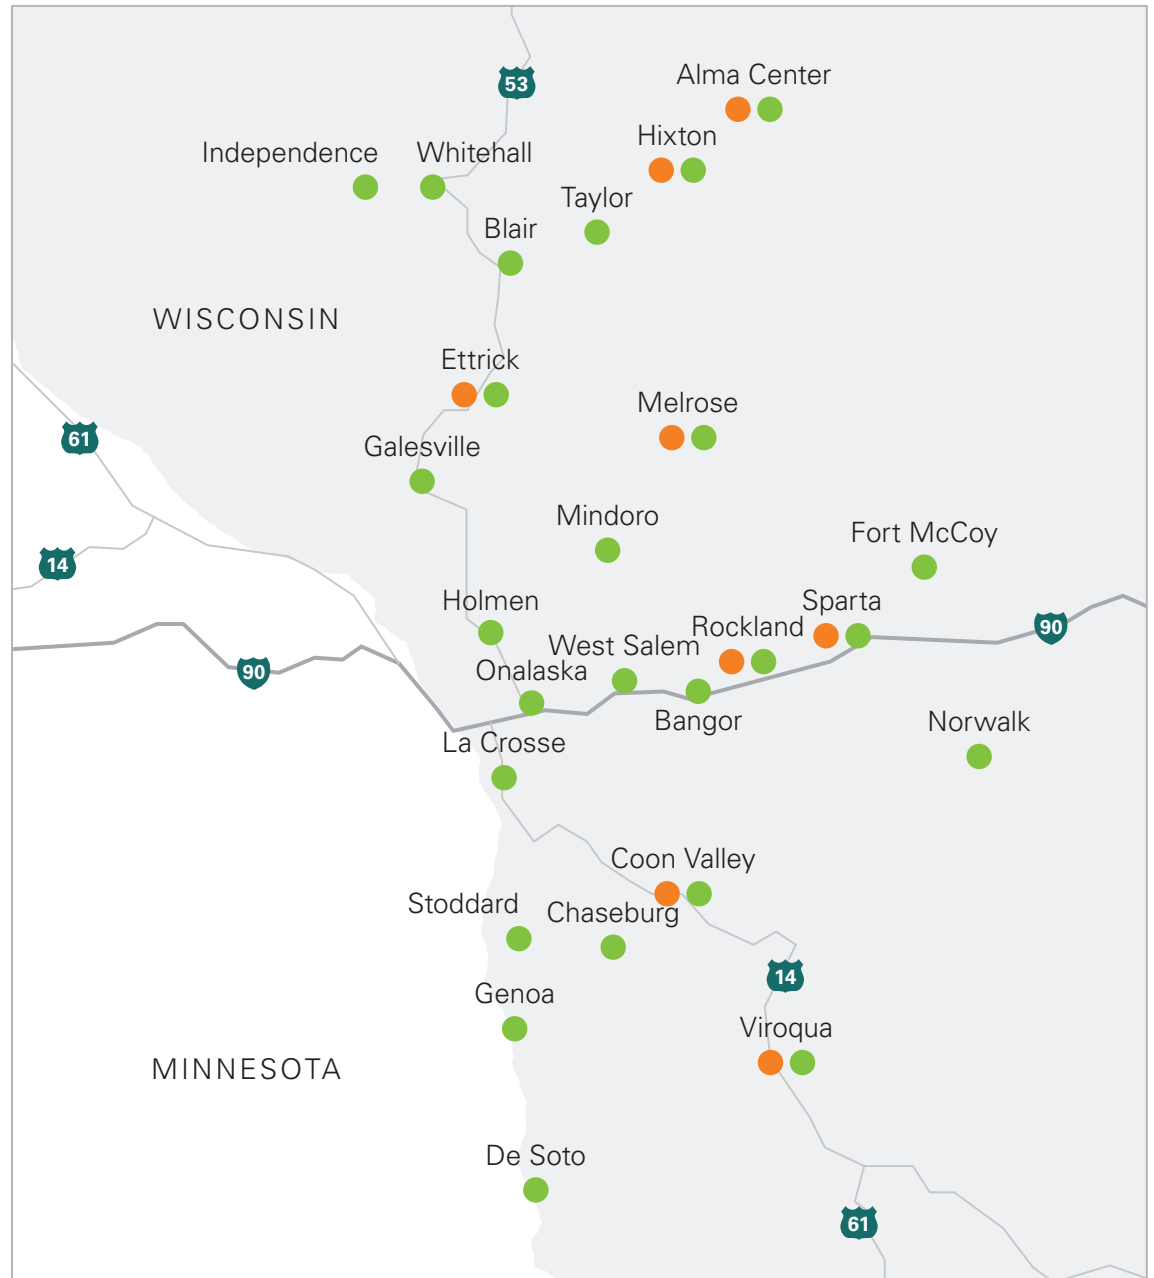 53
Alma Center
Hixton
Independence
Whitehall
Taylor
Blair
WISCONSIN
Ettrick
Melrose
61
Galesville
Mindoro
Fort McCoy
14
Holmen
Sparta
Rockland
90
West Salem
Onalaska
90
Bangor
Norwalk
La Crosse
Coon Valley
Stoddard
Chaseburg
14
Genoa
Viroqua
MINNESOTA
De Soto
61